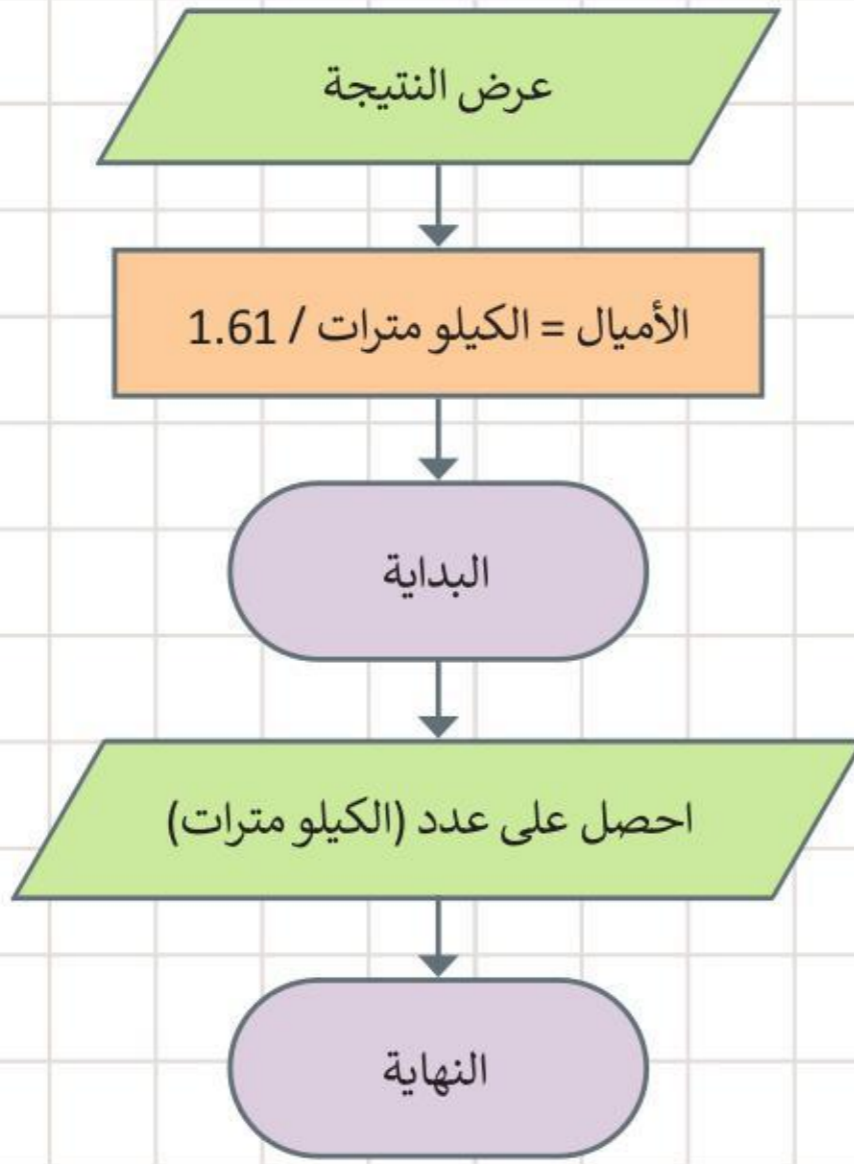 عرض النتيجة
الأميال = الكيلو مترات / 1.61
البداية
احصل على عدد (الكيلو مترات)
النهاية